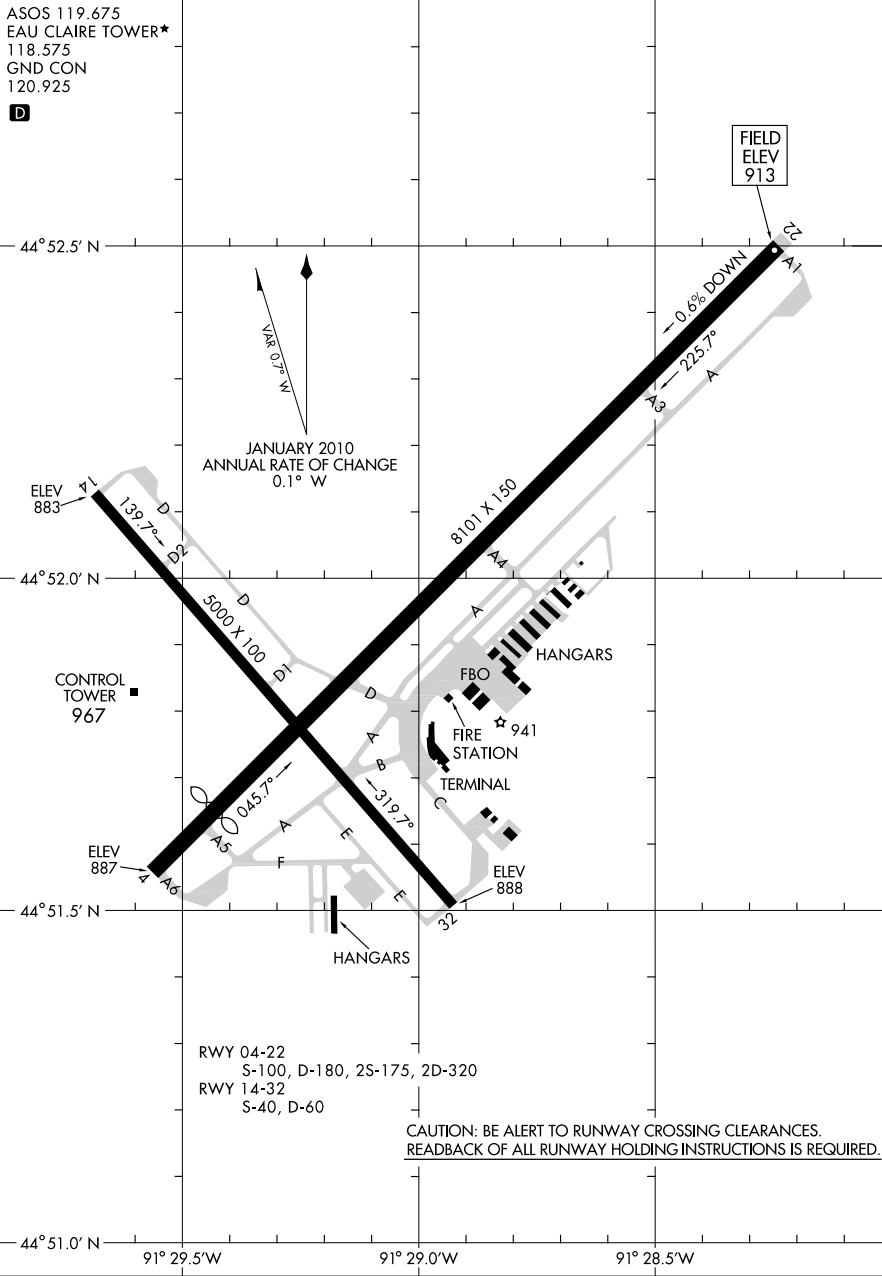 ASOS 119.675
EAU CLAIRE TOWER★
118.575
GND CON
120.925
D
FIELD
ELEV
913
44°52.5' N
22
A1
0.6% DOWN
225.7°
A
A3
VAR 0.7° W
JANUARY 2010
ANNUAL RATE OF CHANGE
0.1° W
8101 X 150
14
ELEV
883
139.7°
D
D2
A4
44°52.0' N
D
5000 X 100
A
HANGARS
D1
FBO
CONTROL
TOWER
967
D
941
FIRE
STATION
A
B
TERMINAL
045.7°
319.7°
C
A5
A
E
F
ELEV
887
4
A6
E
ELEV
888
44°51.5' N
32
HANGARS
RWY 04-22
S-100, D-180, 2S-175, 2D-320
RWY 14-32
S-40, D-60
CAUTION: BE ALERT TO RUNWAY CROSSING CLEARANCES.
READBACK OF ALL RUNWAY HOLDING INSTRUCTIONS IS REQUIRED.
44°51.0' N
91° 29.5'W
91° 29.0'W
91° 28.5'W